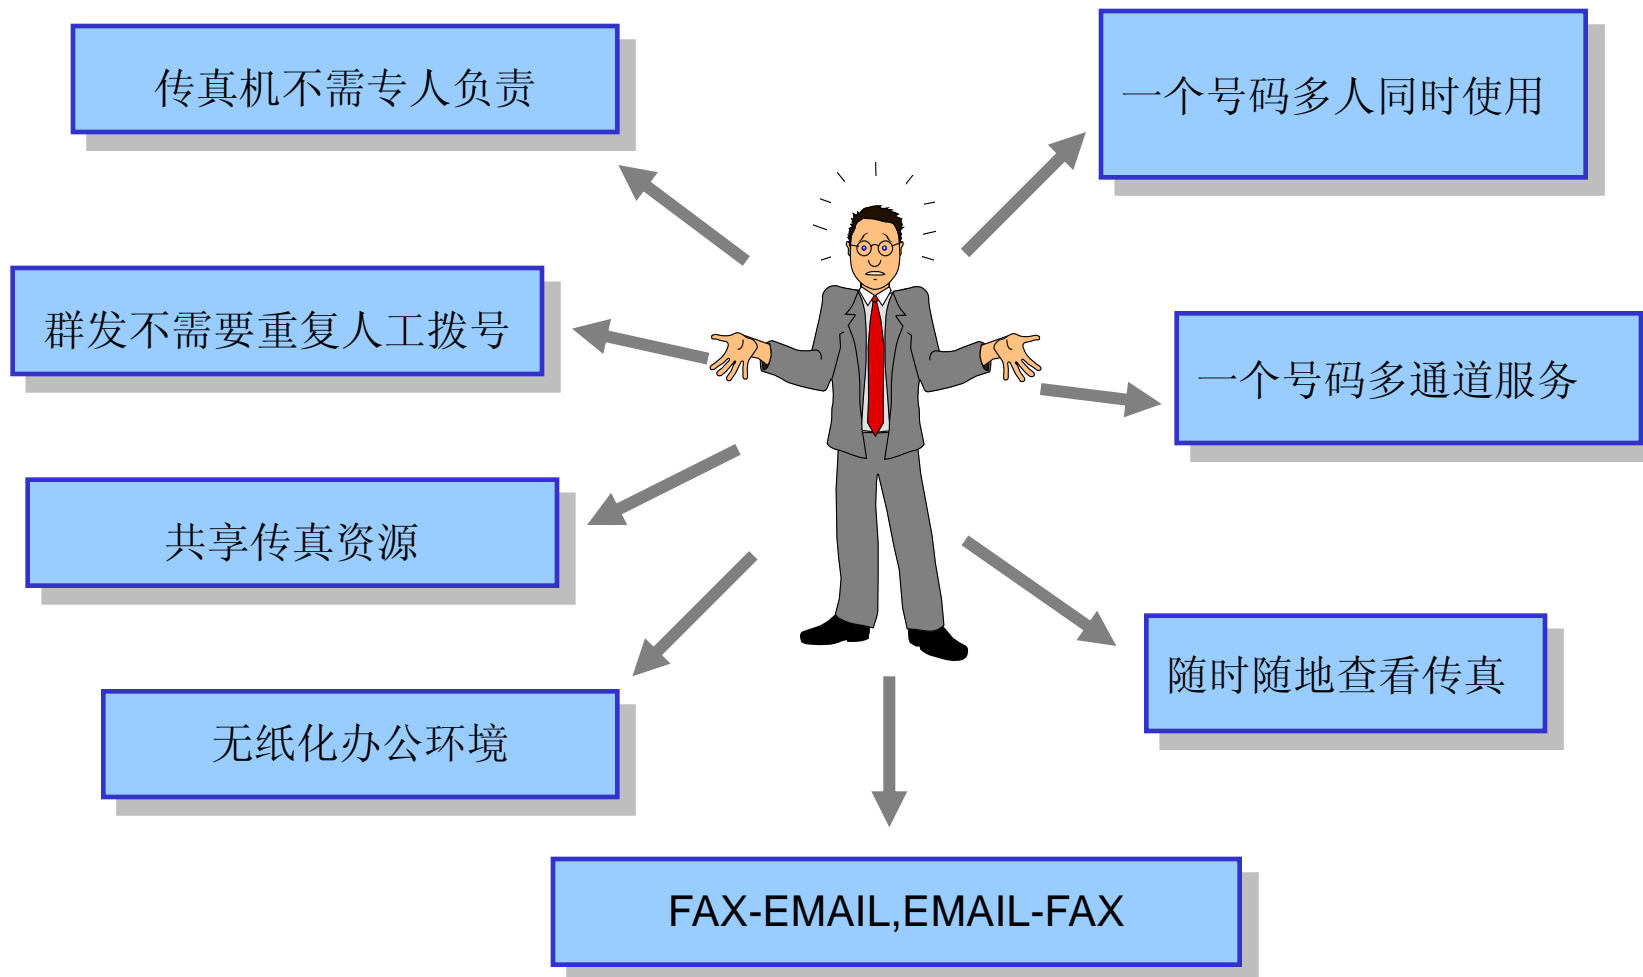 传真机不需专人负责
一个号码多人同时使用
群发不需要重复人工拨号
一个号码多通道服务
共享传真资源
随时随地查看传真
无纸化办公环境
FAX-EMAIL,EMAIL-FAX